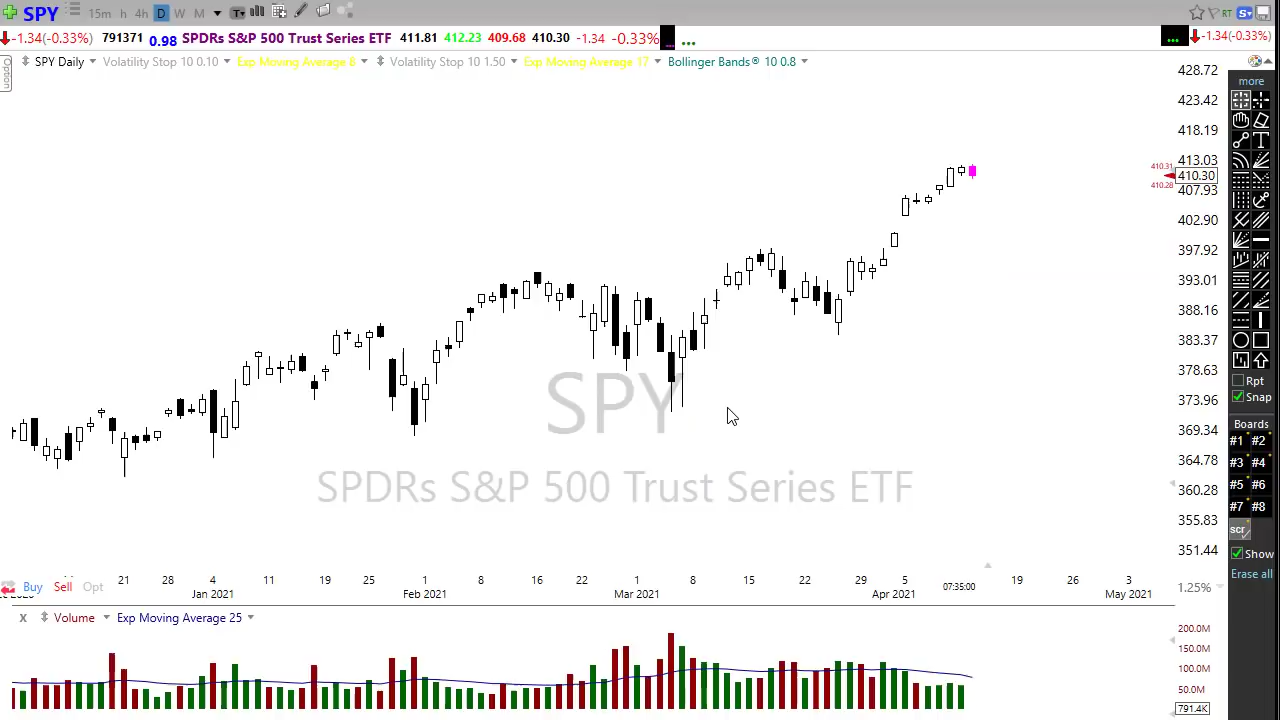 SPY 15m h 4h D W M T RT S
-1.34(-0.33%) 791371 0.98 SPDRs S&P 500 Trust Series ETF 411.81 412.23 409.68 410.30 -1.34 -0.33% ... ... -1.34(-0.33%)
Option
SPY Daily Volatility Stop 10 0.10 Exp Moving Average 8 Volatility Stop 10 1.50 Exp Moving Average 17 Bollinger Bands® 10 0.8
428.72
423.42
418.19
413.03
410.31
410.30
410.28
407.93
402.90
397.92
393.01
388.16
383.37
378.63
373.96
369.34
364.78
360.28
355.83
351.44
more
Rpt
Snap
Boards
#1 #2
#3 #4
#5 #6
#7 #8
scr
Show
Erase all
SPY
SPDRs S&P 500 Trust Series ETF
21 28 4 11 19 25 1 8 16 22 1 8 15 22 29 5 07:35:00 19 26 3
Buy Sell Opt 1.25%
Jan 2021 Feb 2021 Mar 2021 Apr 2021 May 2021
X Volume Exp Moving Average 25
200.0M
150.0M
100.0M
50.0M
791.4K